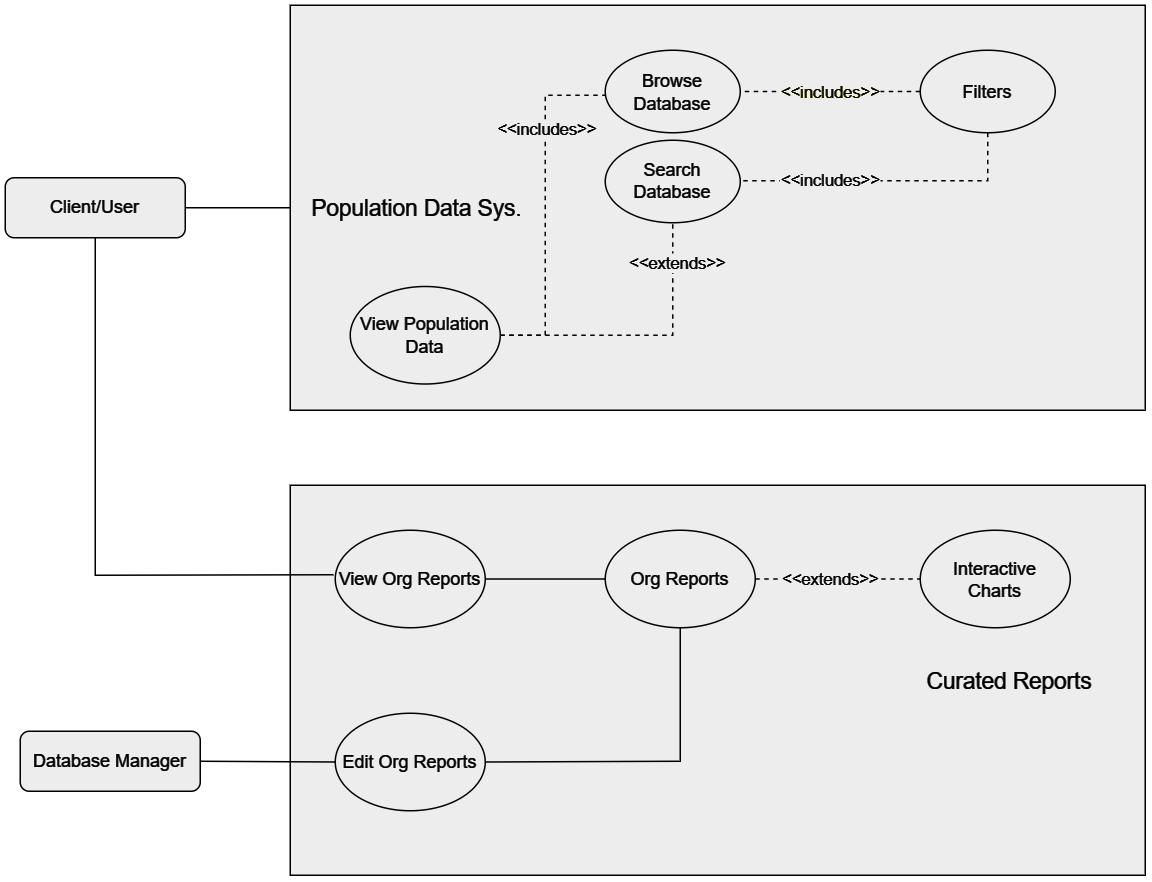 Browse
Database
<<includes>>
Filters
<<includes>>
Search
Database
<<includes>>
Client/User
Population Data Sys.
<<extends>>
View Population
Data
View Org Reports
Org Reports
<<extends>>
Interactive
Charts
Curated Reports
Database Manager
Edit Org Reports